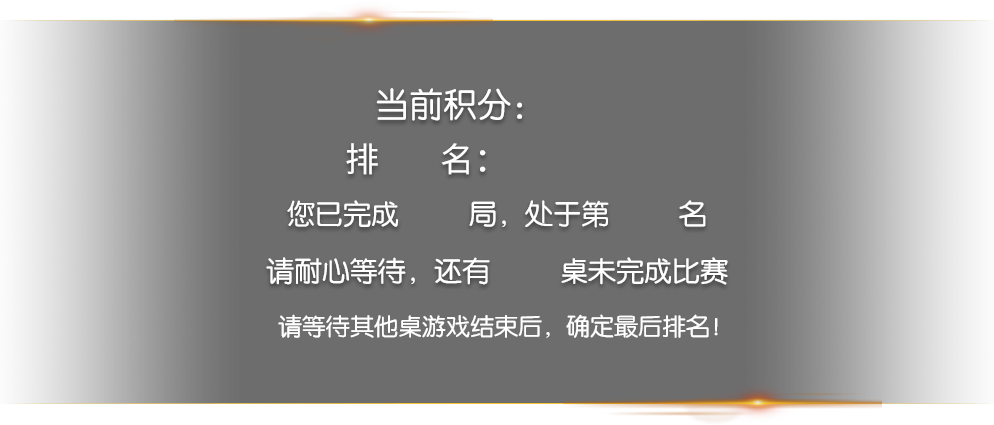 当前积分：
排 名：
您已完成 局，处于第 名
请耐心等待，还有 桌未完成比赛
请等待其他桌游戏结束后，确定最后排名！